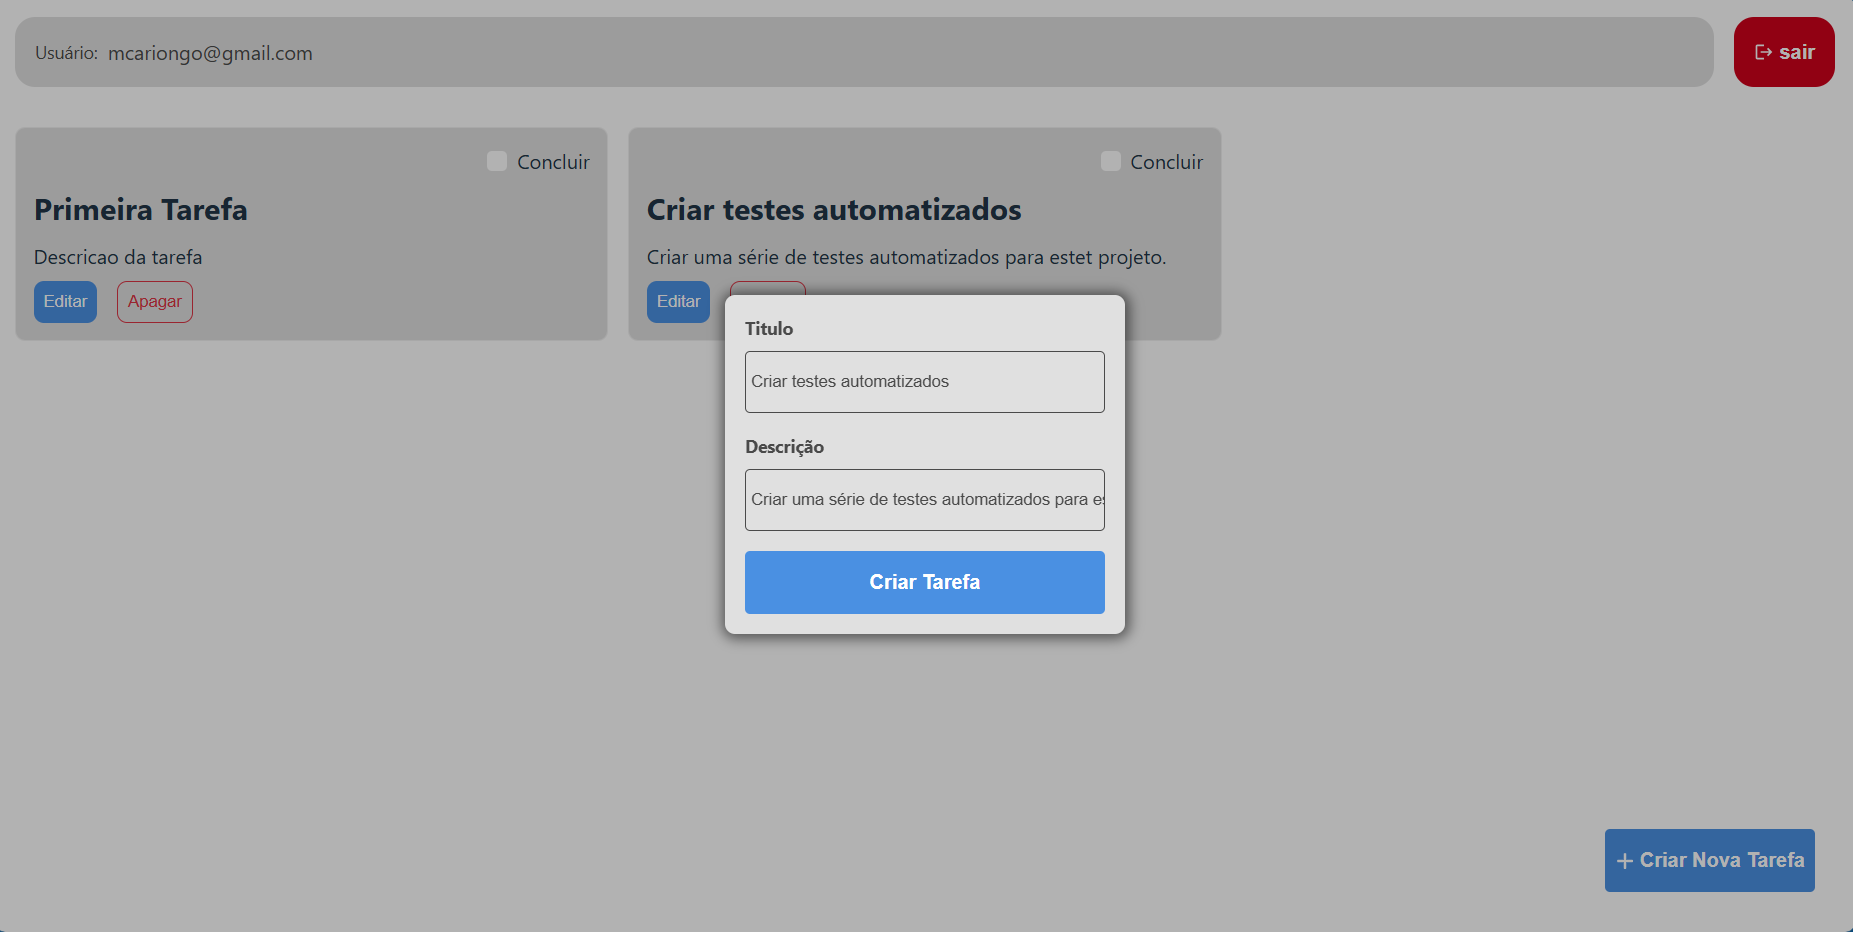 Usuário: mcariongo@gmail.com
sair
Concluir
Primeira Tarefa
Descricao da tarefa
Editar
Apagar
Concluir
Criar testes automatizados
Criar uma série de testes automatizados para estet projeto.
Editar
Titulo
Criar testes automatizados
Descrição
Criar uma série de testes automatizados para
Criar Tarefa
+ Criar Nova Tarefa